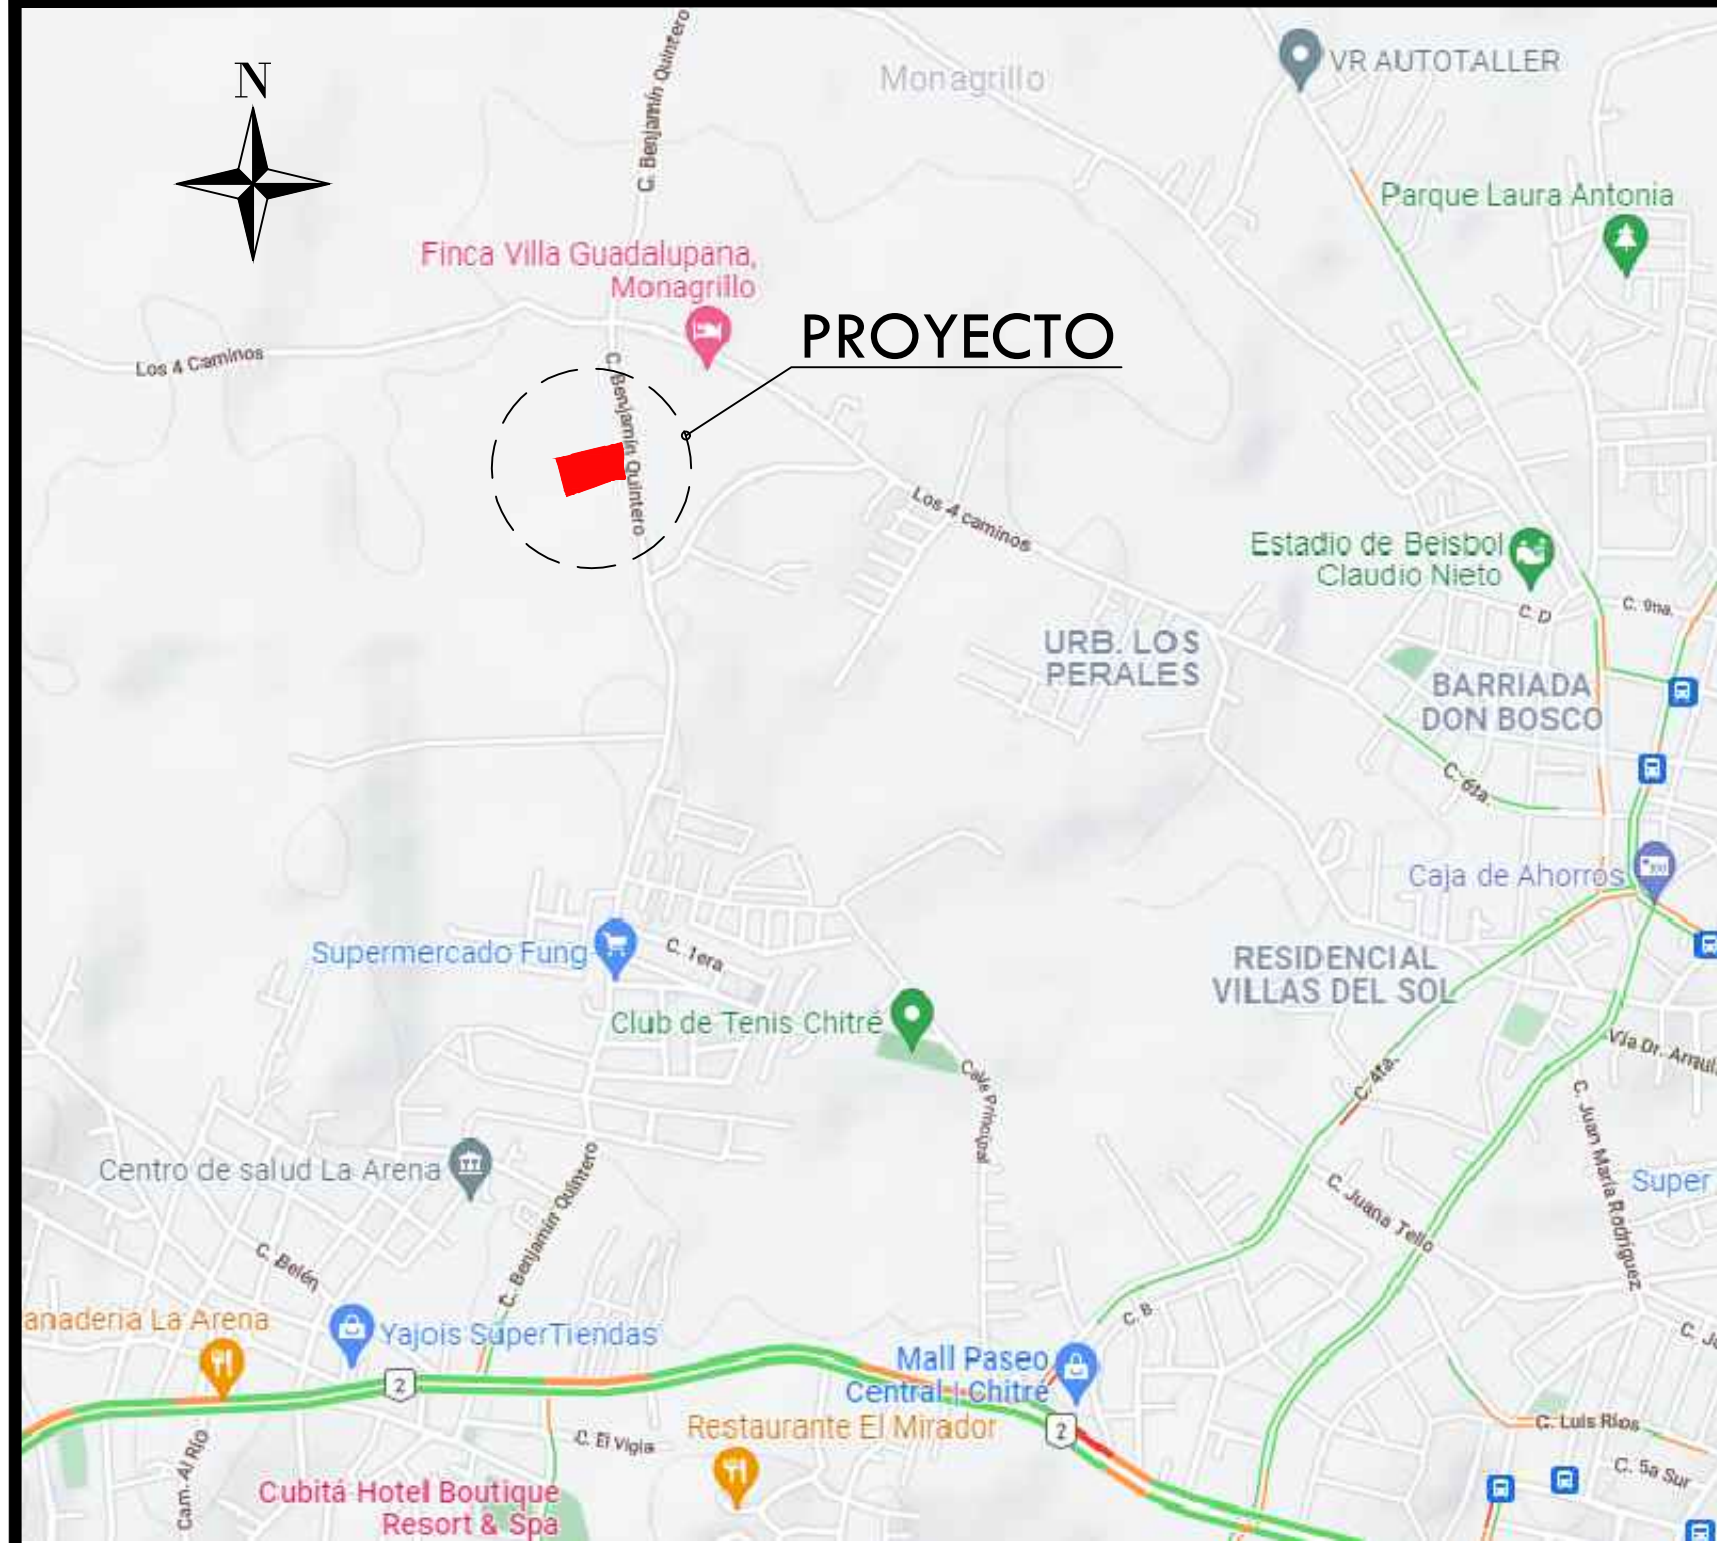 N
C. Benjamín Quintero
Monagrillo
VR AUTOTALLER
Parque Laura Antonia
Finca Villa Guadalupana,
Monagrillo
PROYECTO
Los 4 Caminos
C. Benjamín Quintero
Los 4 caminos
Estadio de Beisbol
Claudio Nieto
C. D
C. 9na.
URB. LOS
PERALES
BARRIADA
DON BOSCO
C. 6ta.
Caja de Ahorros
Supermercado Fung
C. 1era
RESIDENCIAL
VILLAS DEL SOL
Club de Tenis Chitré
Calle Principal
C. 4ta.
Vía Dr. Arqui
C. Juan María Rodríguez
Centro de salud La Arena
C. Benjamín Quintero
C. Juana Tello
Super
C. Belén
C. B
anadería La Arena
Yajois SuperTiendas
2
Mall Paseo
Central | Chitré
2
Restaurante El Mirador
C. El Vigía
C. Luis Ríos
C. 5a Sur
Cam. Al Río
Cubitá Hotel Boutique
Resort & Spa